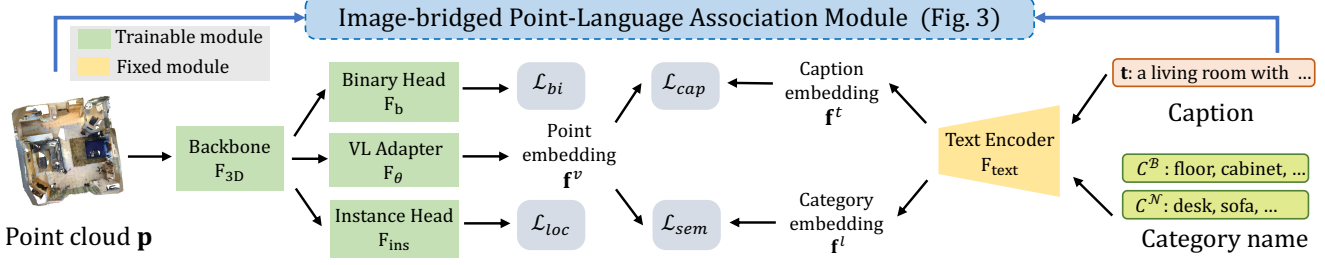 Image-bridged Point-Language Association Module (Fig. 3)
Trainable module
Fixed module
Point cloud p
Backbone
F_3D
Binary Head
F_b
VL Adapter
F_θ
Instance Head
F_ins
ℒ_bi
Point
embedding
f^v
ℒ_loc
ℒ_cap
ℒ_sem
Caption
embedding
f^t
Category
embedding
f^l
Text Encoder
F_text
t: a living room with ...
Caption
C^ℬ : floor, cabinet, ...
C^𝒩 : desk, sofa, ...
Category name